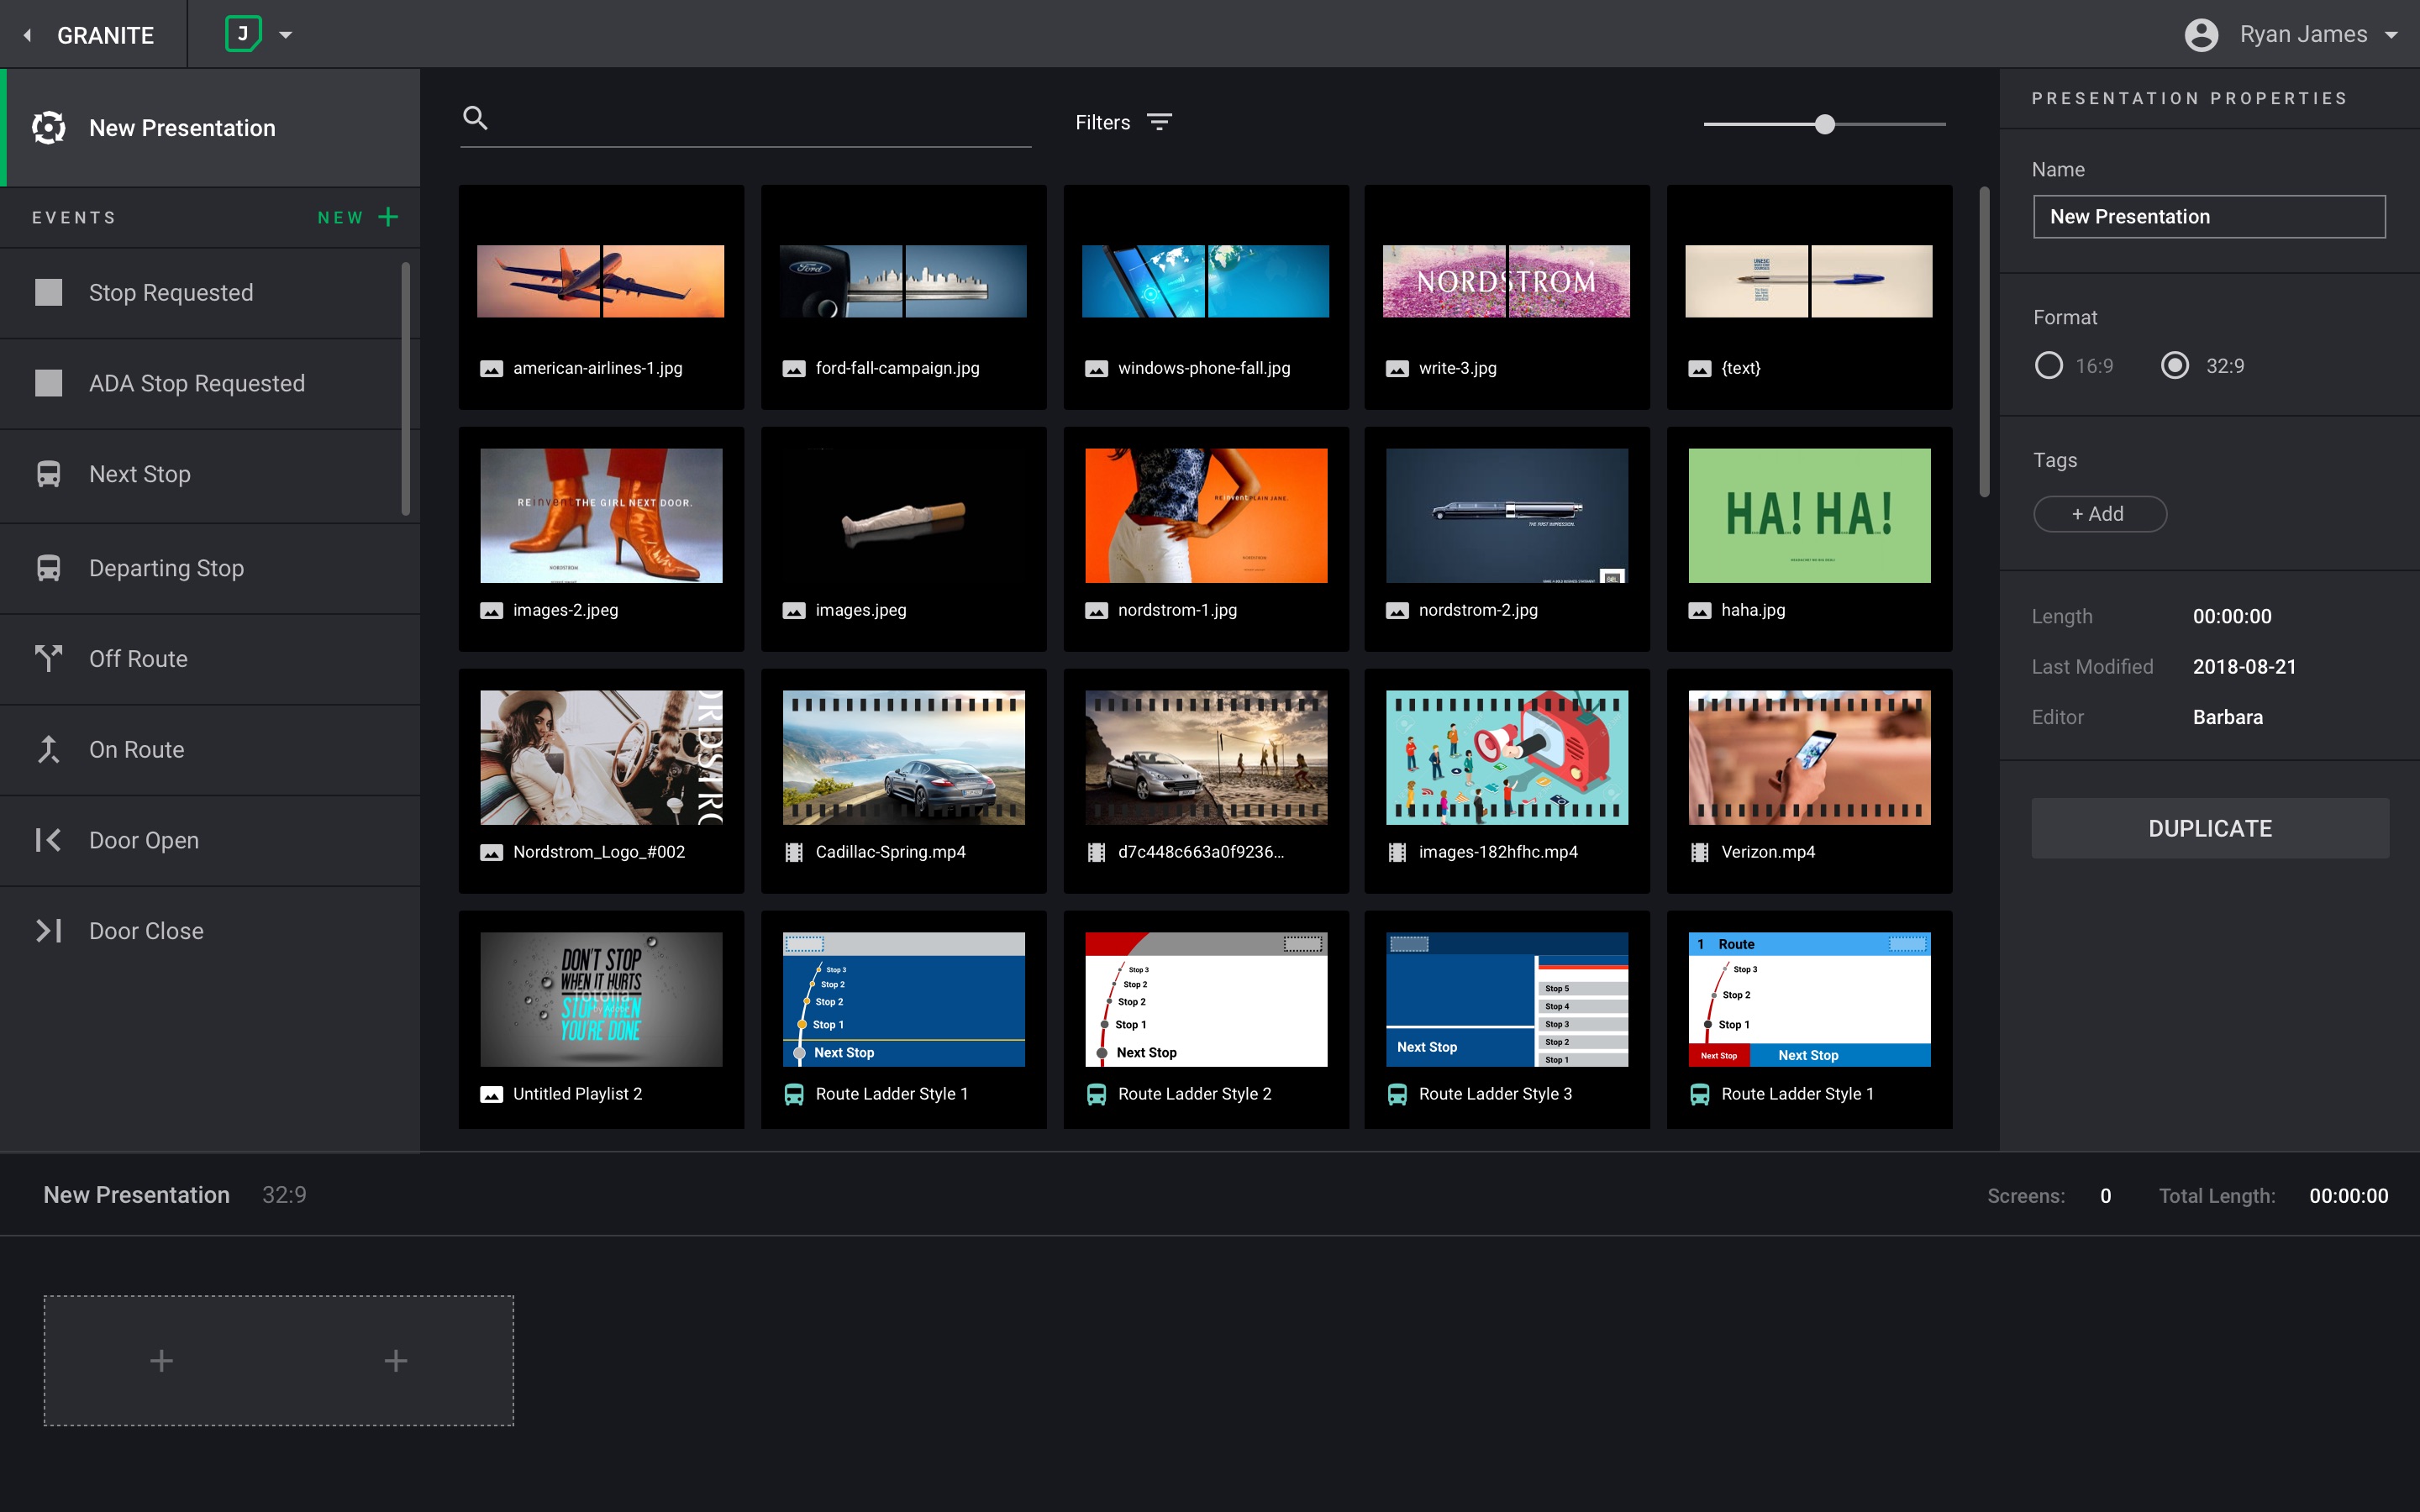 GRANITE
J
Ryan James
New Presentation
EVENTS
NEW +
Stop Requested
ADA Stop Requested
Next Stop
Departing Stop
Off Route
On Route
Door Open
Door Close
Filters
Ford
NORDSTROM
american-airlines-1.jpg
ford-fall-campaign.jpg
windows-phone-fall.jpg
write-3.jpg
{text}
REinvent THE GIRL NEXT DOOR.
NORDSTROM
REinvent PLAIN JANE.
NORDSTROM
THE FIRST IMPRESSION.
HA! HA!
images-2.jpeg
images.jpeg
nordstrom-1.jpg
nordstrom-2.jpg
haha.jpg
Nordstrom_Logo_#002
Cadillac-Spring.mp4
d7c448c663a0f9236...
images-182hfhc.mp4
Verizon.mp4
DON'T STOP
WHEN IT HURTS
STOP WHEN
YOU'RE DONE
Stop 3
Stop 2
Stop 2
Stop 1
Next Stop
Stop 3
Stop 2
Stop 2
Stop 1
Next Stop
Stop 5
Stop 4
Stop 3
Stop 2
Stop 1
Next Stop
1 Route
Stop 3
Stop 2
Stop 1
Next Stop
Next Stop
Untitled Playlist 2
Route Ladder Style 1
Route Ladder Style 2
Route Ladder Style 3
Route Ladder Style 1
PRESENTATION PROPERTIES
Name
New Presentation
Format
16:9
32:9
Tags
+ Add
Length 00:00:00
Last Modified 2018-08-21
Editor Barbara
DUPLICATE
New Presentation 32:9
Screens: 0 Total Length: 00:00:00